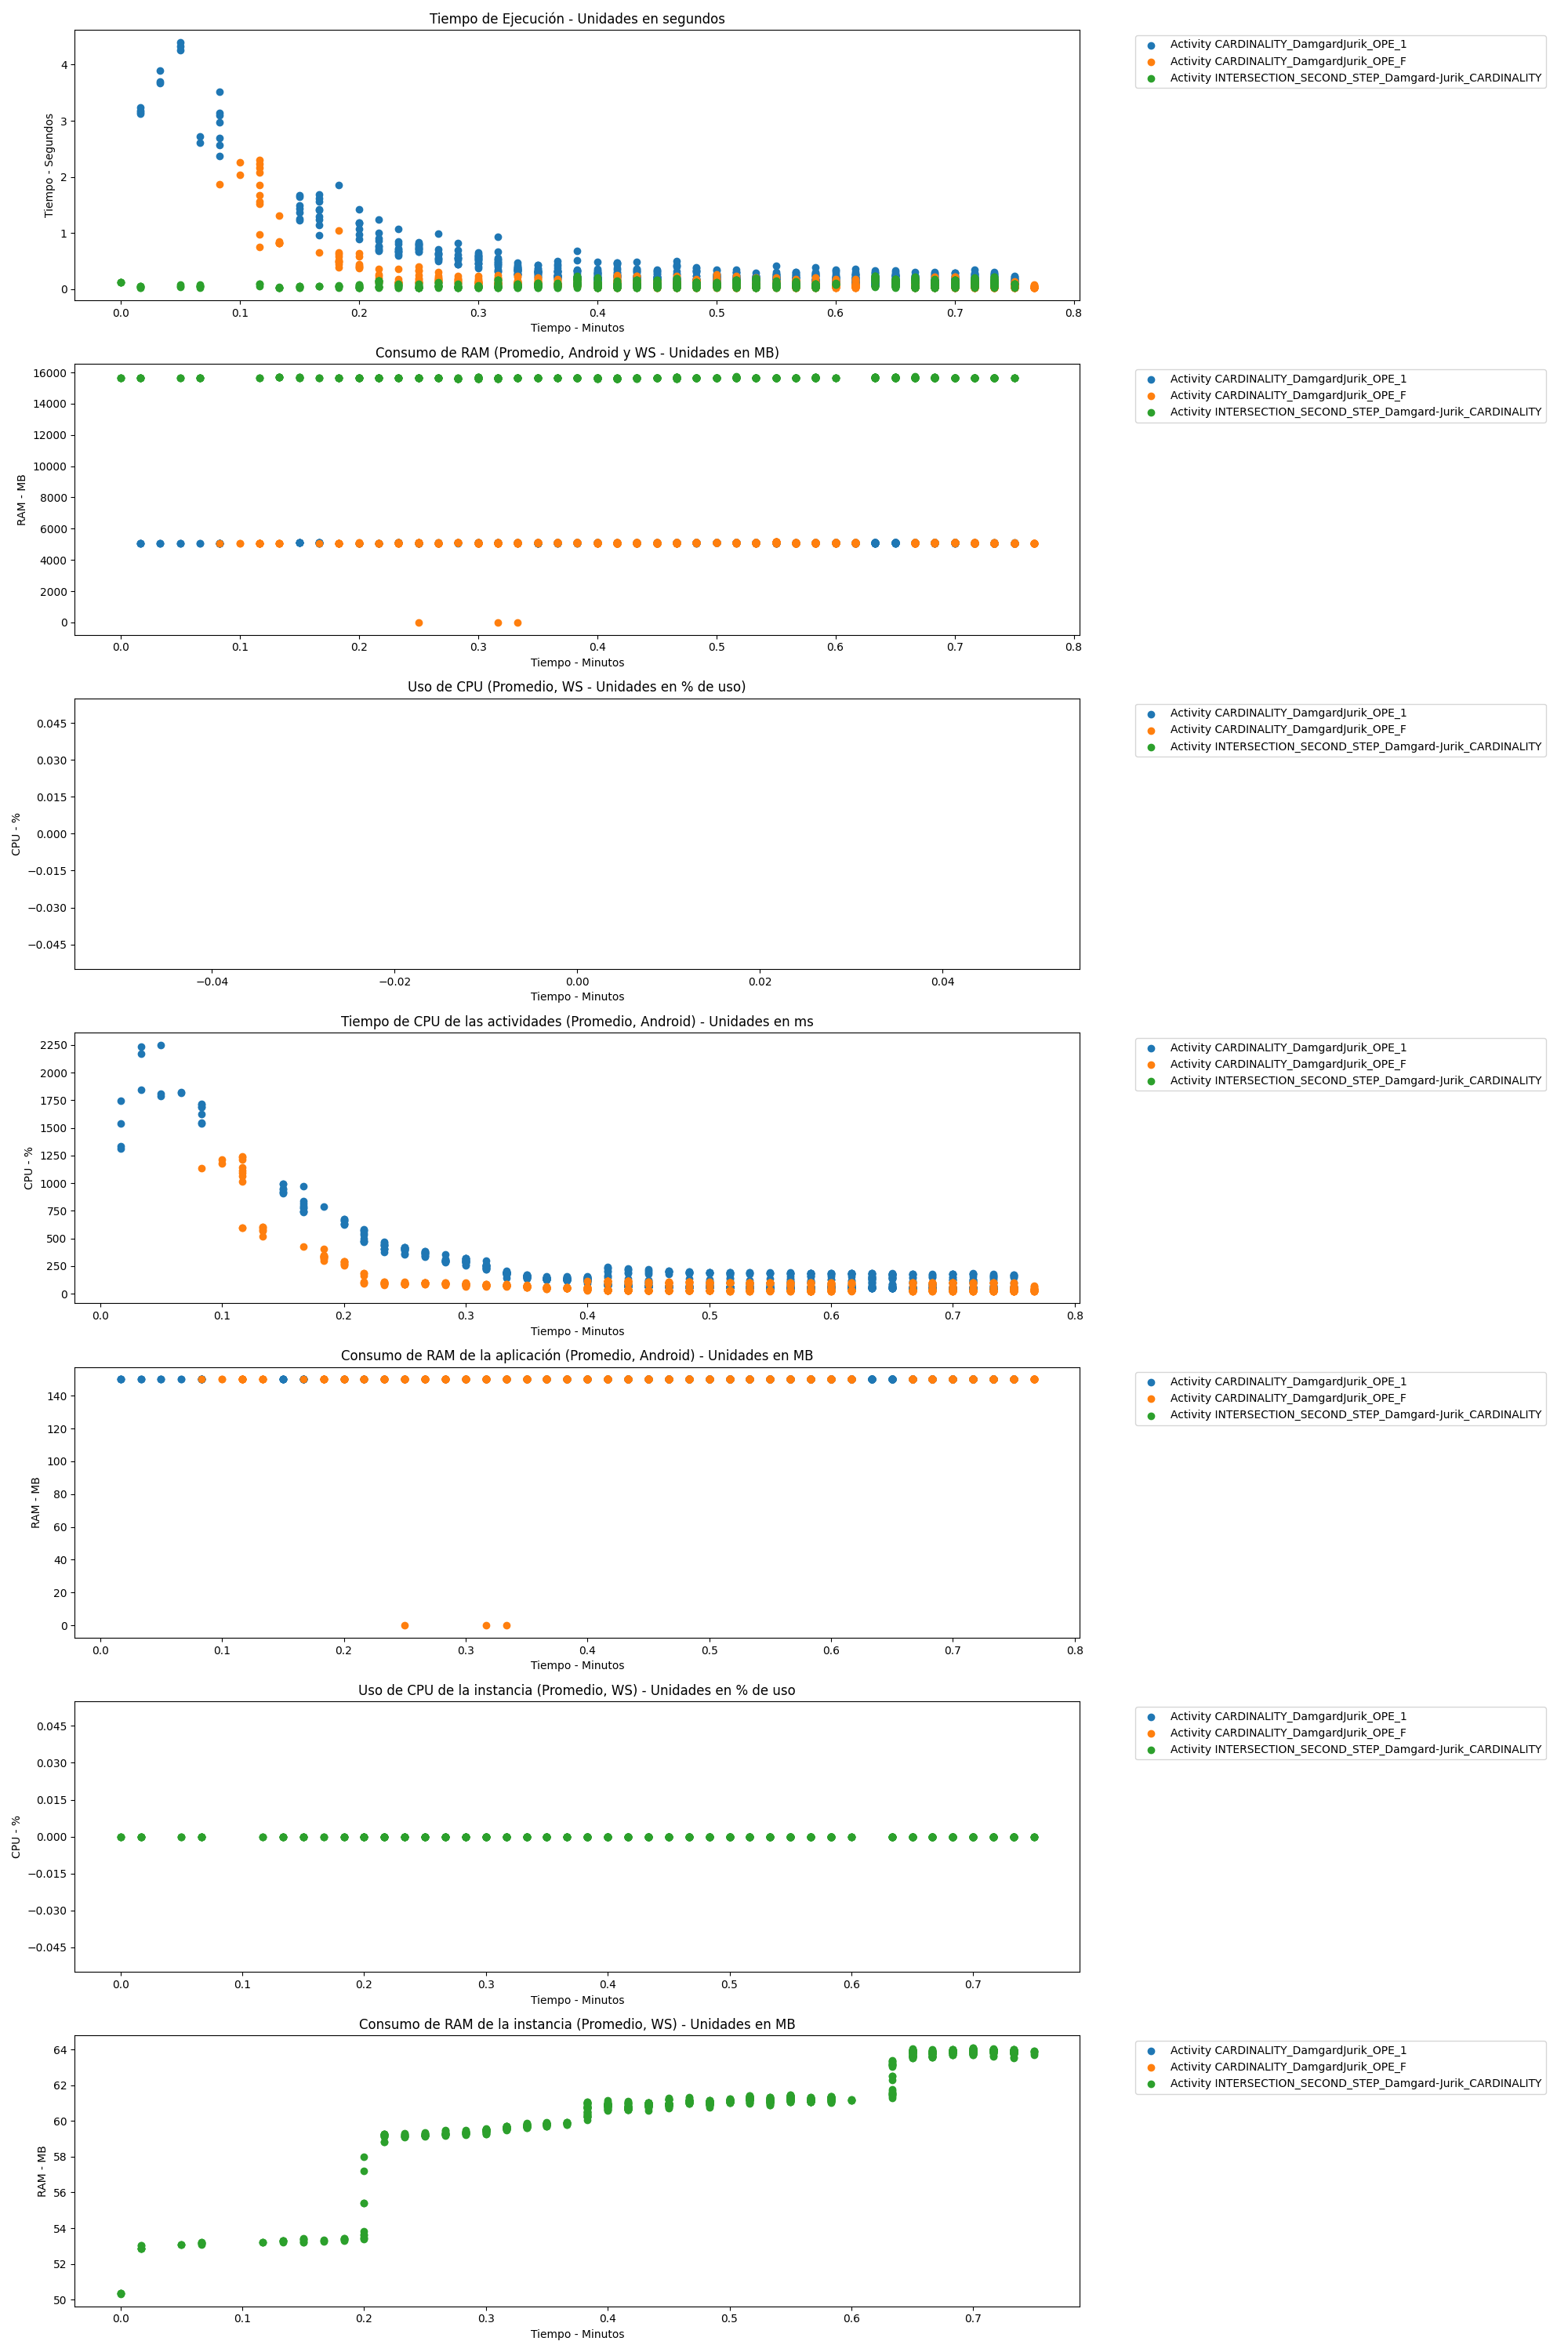 Tiempo de Ejecución - Unidades en segundos
Activity CARDINALITY_DamgardJurik_OPE_1
Activity CARDINALITY_DamgardJurik_OPE_F
Activity INTERSECTION_SECOND_STEP_Damgard-Jurik_CARDINALITY
Tiempo - Segundos
4
3
2
1
0
0.0 0.1 0.2 0.3 0.4 0.5 0.6 0.7 0.8
Tiempo - Minutos
Consumo de RAM (Promedio, Android y WS - Unidades en MB)
Activity CARDINALITY_DamgardJurik_OPE_1
Activity CARDINALITY_DamgardJurik_OPE_F
Activity INTERSECTION_SECOND_STEP_Damgard-Jurik_CARDINALITY
RAM - MB
16000
14000
12000
10000
8000
6000
4000
2000
0
0.0 0.1 0.2 0.3 0.4 0.5 0.6 0.7 0.8
Tiempo - Minutos
Uso de CPU (Promedio, WS - Unidades en % de uso)
Activity CARDINALITY_DamgardJurik_OPE_1
Activity CARDINALITY_DamgardJurik_OPE_F
Activity INTERSECTION_SECOND_STEP_Damgard-Jurik_CARDINALITY
CPU - %
0.045
0.030
0.015
0.000
−0.015
−0.030
−0.045
−0.04 −0.02 0.00 0.02 0.04
Tiempo - Minutos
Tiempo de CPU de las actividades (Promedio, Android) - Unidades en ms
Activity CARDINALITY_DamgardJurik_OPE_1
Activity CARDINALITY_DamgardJurik_OPE_F
Activity INTERSECTION_SECOND_STEP_Damgard-Jurik_CARDINALITY
CPU - %
2250
2000
1750
1500
1250
1000
750
500
250
0
0.0 0.1 0.2 0.3 0.4 0.5 0.6 0.7 0.8
Tiempo - Minutos
Consumo de RAM de la aplicación (Promedio, Android) - Unidades en MB
Activity CARDINALITY_DamgardJurik_OPE_1
Activity CARDINALITY_DamgardJurik_OPE_F
Activity INTERSECTION_SECOND_STEP_Damgard-Jurik_CARDINALITY
RAM - MB
140
120
100
80
60
40
20
0
0.0 0.1 0.2 0.3 0.4 0.5 0.6 0.7 0.8
Tiempo - Minutos
Uso de CPU de la instancia (Promedio, WS) - Unidades en % de uso
Activity CARDINALITY_DamgardJurik_OPE_1
Activity CARDINALITY_DamgardJurik_OPE_F
Activity INTERSECTION_SECOND_STEP_Damgard-Jurik_CARDINALITY
CPU - %
0.045
0.030
0.015
0.000
−0.015
−0.030
−0.045
0.0 0.1 0.2 0.3 0.4 0.5 0.6 0.7
Tiempo - Minutos
Consumo de RAM de la instancia (Promedio, WS) - Unidades en MB
Activity CARDINALITY_DamgardJurik_OPE_1
Activity CARDINALITY_DamgardJurik_OPE_F
Activity INTERSECTION_SECOND_STEP_Damgard-Jurik_CARDINALITY
RAM - MB
64
62
60
58
56
54
52
50
0.0 0.1 0.2 0.3 0.4 0.5 0.6 0.7
Tiempo - Minutos